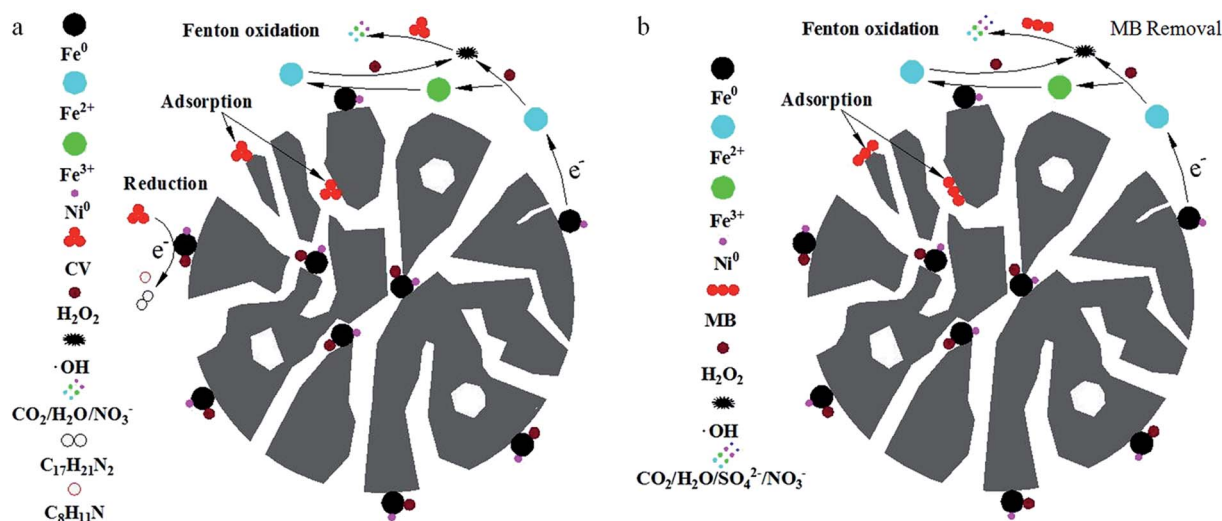 a
Fe⁰
Fe²⁺
Fe³⁺
Ni⁰
CV
H₂O₂
·OH
CO₂/H₂O/NO₃⁻
C₁₇H₂₁N₂
C₈H₁₁N
Fenton oxidation
Adsorption
Reduction
e⁻
e⁻
b
Fe⁰
Fe²⁺
Fe³⁺
Ni⁰
MB
H₂O₂
·OH
CO₂/H₂O/SO₄²⁻/NO₃⁻
Fenton oxidation
MB Removal
Adsorption
e⁻